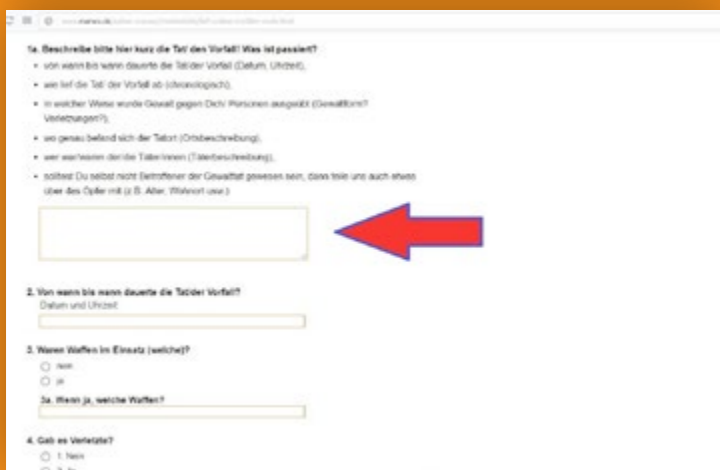 1a. Beschreibe bitte hier kurz die Tat/ den Vorfall! Was ist passiert?
von wann bis wann dauerte die Tat/der Vorfall (Datum, Uhrzeit),
wie lief die Tat/ der Vorfall ab (chronologisch),
in welcher Weise wurde Gewalt gegen Dich/ Personen ausgeübt (Gewaltform?
Verletzungen?),
wo genau befand sich der Tatort (Ortsbeschreibung),
wer war/waren der/die Täter/innen (Täterbeschreibung),
solltest Du selbst nicht Betroffener der Gewalttat gewesen sein, dann teile uns auch etwas
über das Opfer mit (z.B. Alter, Wohnort usw.)
2. Von wann bis wann dauerte die Tat/der Vorfall?
Datum und Uhrzeit
3. Waren Waffen im Einsatz (welche)?
nein
ja
3a. Wenn ja, welche Waffen?
4. Gab es Verletzte?
1. Nein